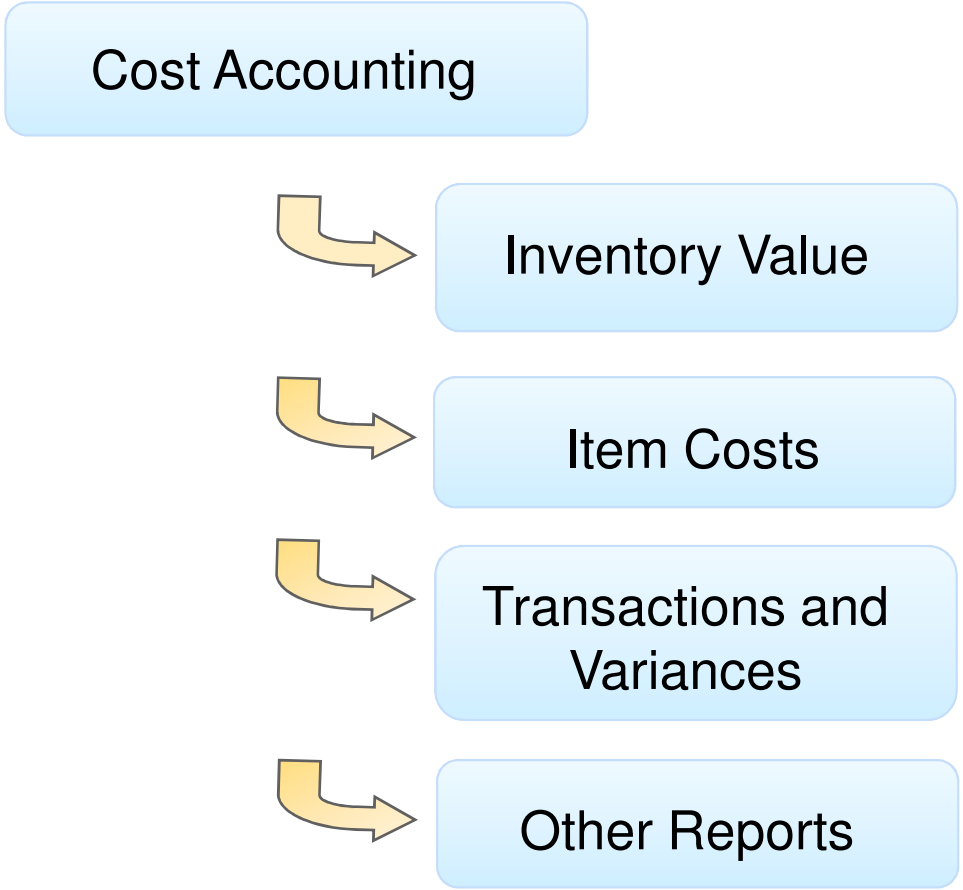 Cost Accounting
Inventory Value
Item Costs
Transactions and
Variances
Other Reports